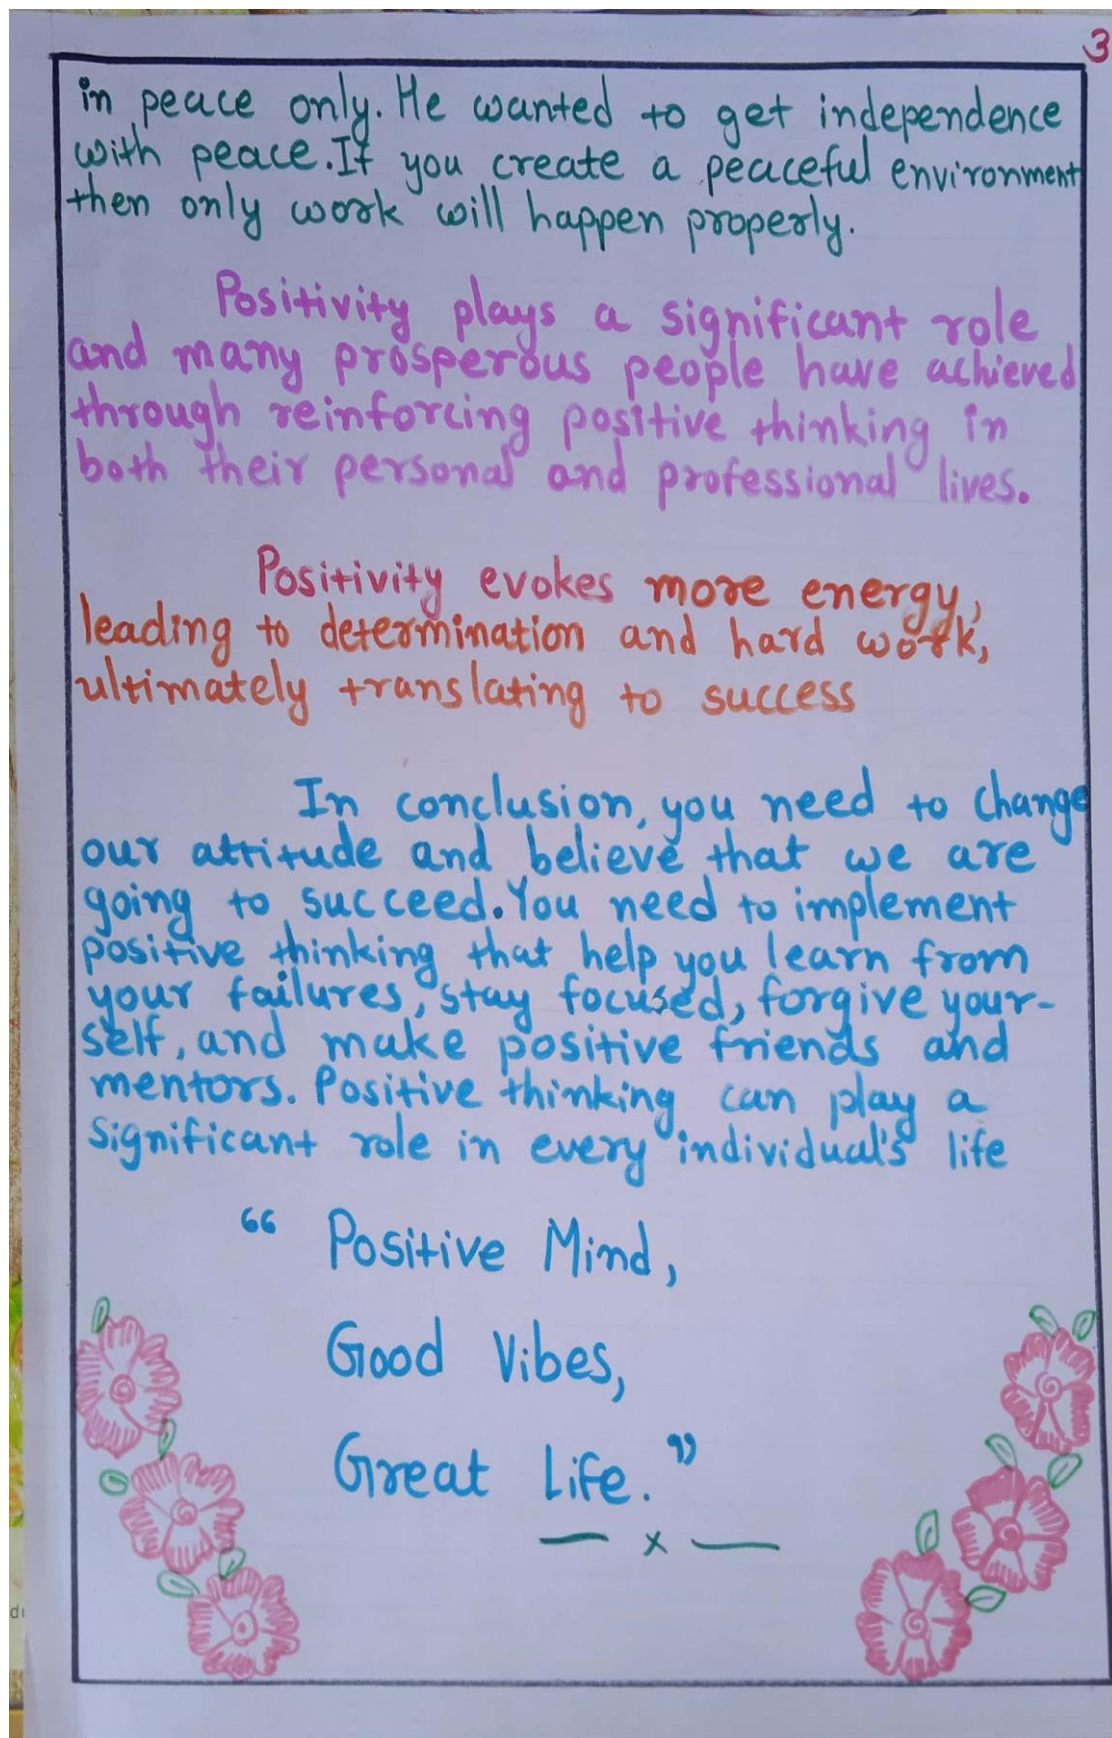 3
in peace only. He wanted to get independence
with peace. If you create a peaceful environment
then only work will happen properly.
Positivity plays a significant role
and many prosperous people have achieved
through reinforcing positive thinking in
both their personal and professional lives.
Positivity evokes more energy,
leading to determination and hard work,
ultimately translating to success
In conclusion, you need to change
our attitude and believe that we are
going to succeed. You need to implement
positive thinking that help you learn from
your failures, stay focused, forgive your-
self, and make positive friends and
mentors. Positive thinking can play a
significant role in every individual's life
“ Positive Mind,
Good Vibes,
Great Life. ”
— x —